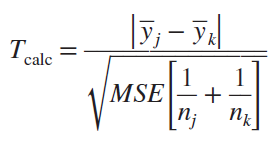 T_calc = |ȳ_j − ȳ_k| / √(MSE[1/n_j + 1/n_k])